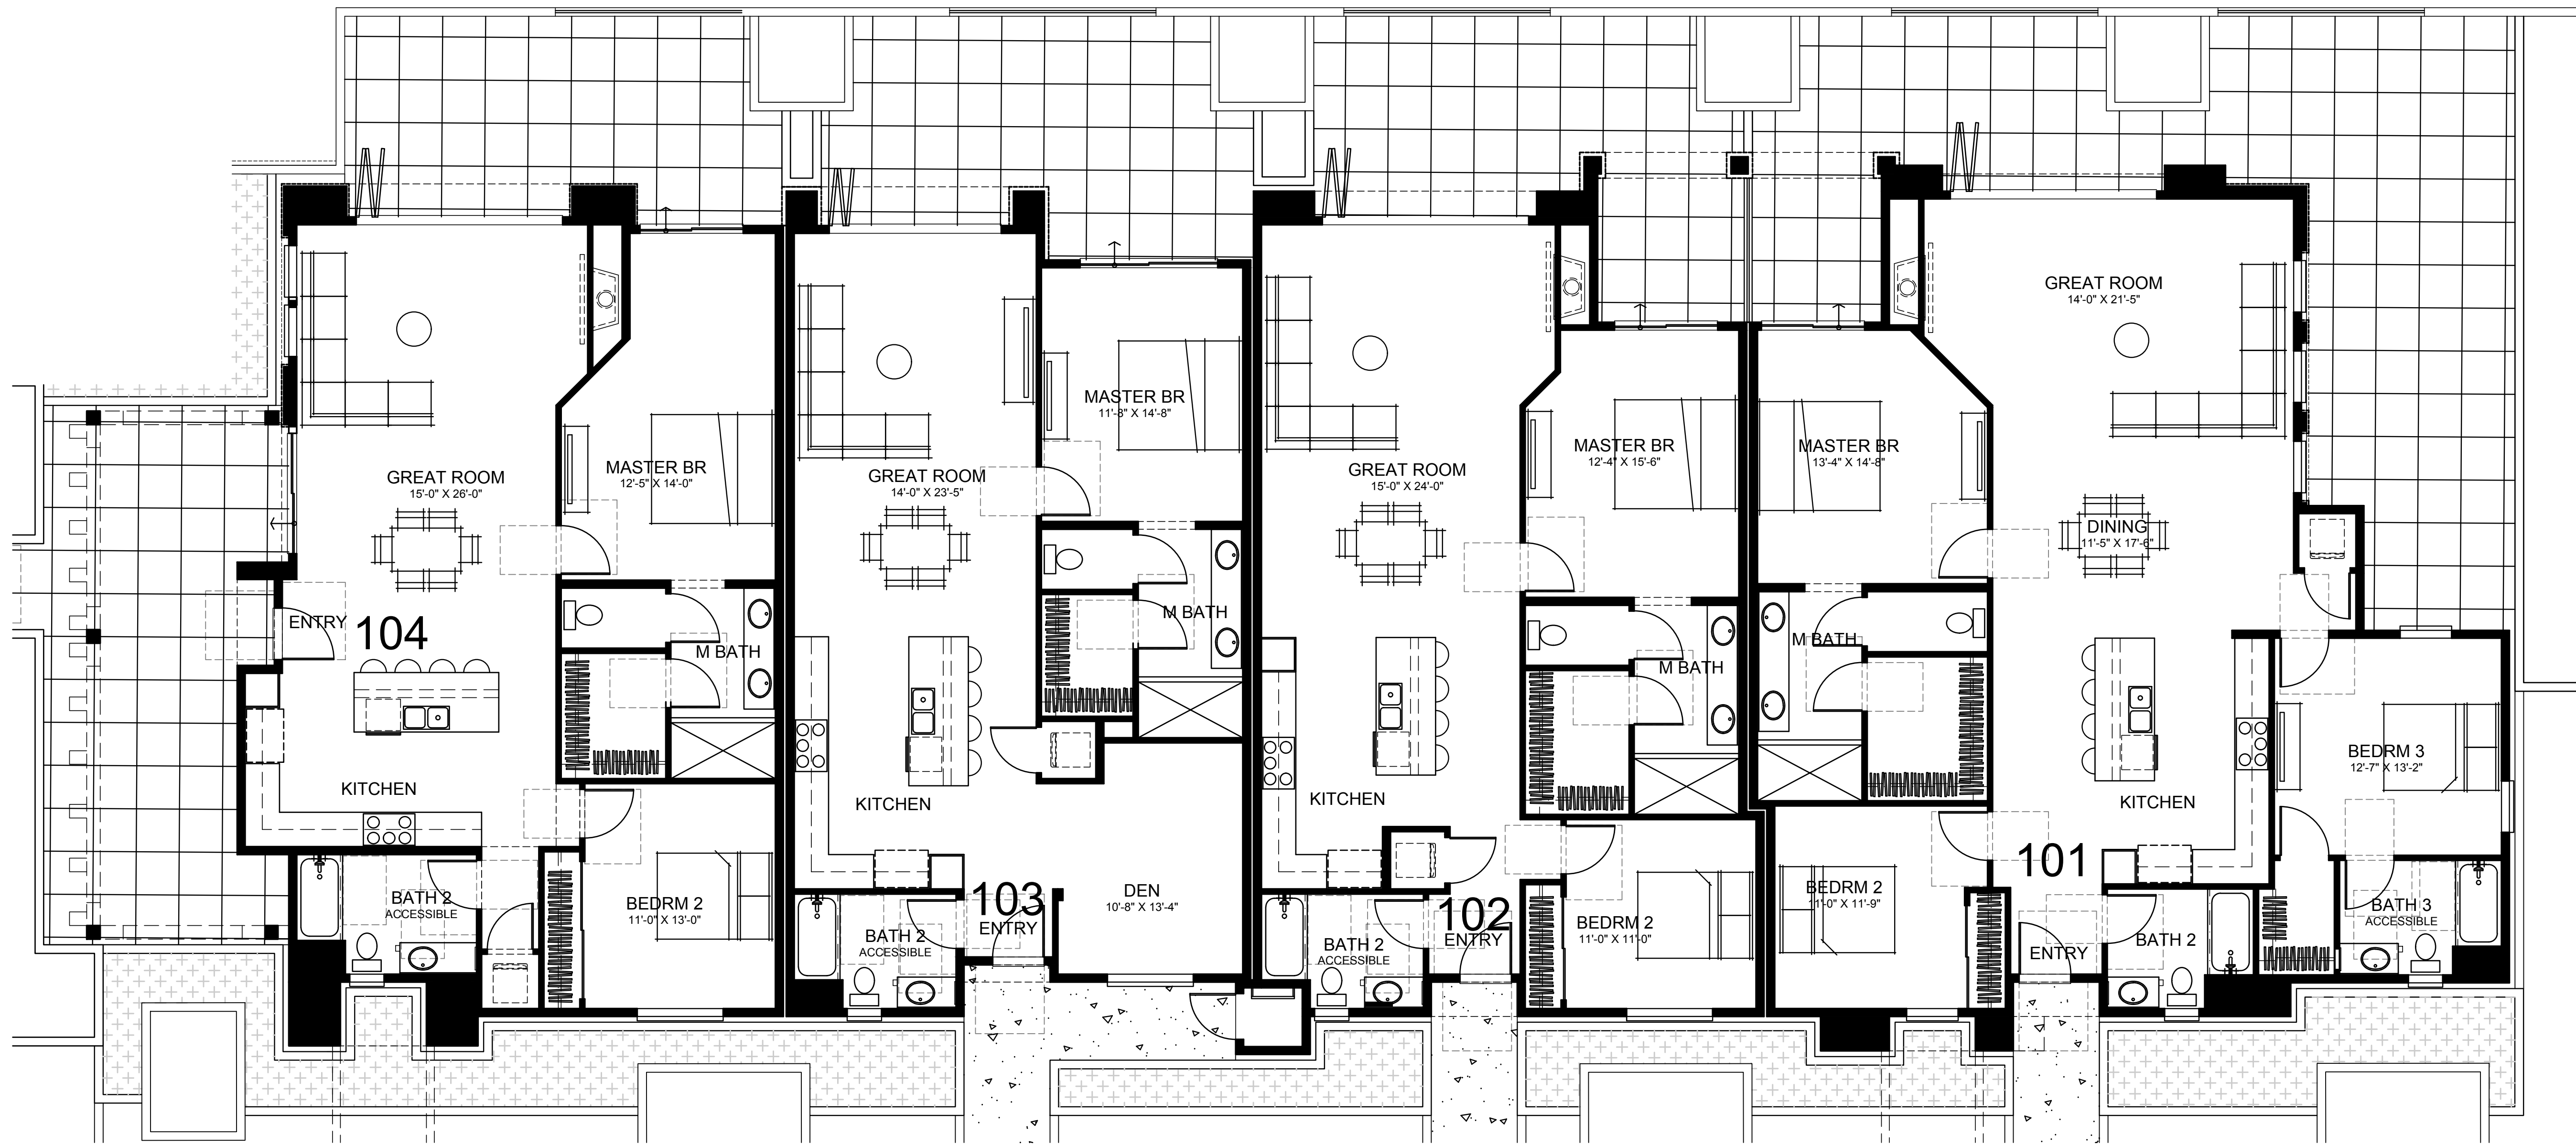 GREAT ROOM
15'-0" X 26'-0"
MASTER BR
12'-5" X 14'-0"
ENTRY
104
M BATH
KITCHEN
BATH 2
ACCESSIBLE
BEDRM 2
11'-0" X 13'-0"
GREAT ROOM
14'-0" X 23'-5"
MASTER BR
11'-8" X 14'-8"
M BATH
KITCHEN
DEN
10'-8" X 13'-4"
103
ENTRY
BATH 2
ACCESSIBLE
GREAT ROOM
15'-0" X 24'-0"
MASTER BR
12'-4" X 15'-6"
M BATH
KITCHEN
102
ENTRY
BATH 2
ACCESSIBLE
BEDRM 2
11'-0" X 11'-0"
GREAT ROOM
14'-0" X 21'-5"
MASTER BR
13'-4" X 14'-8"
DINING
11'-5" X 17'-6"
M BATH
KITCHEN
BEDRM 3
12'-7" X 13'-2"
101
BEDRM 2
11'-0" X 11'-9"
ENTRY
BATH 2
BATH 3
ACCESSIBLE